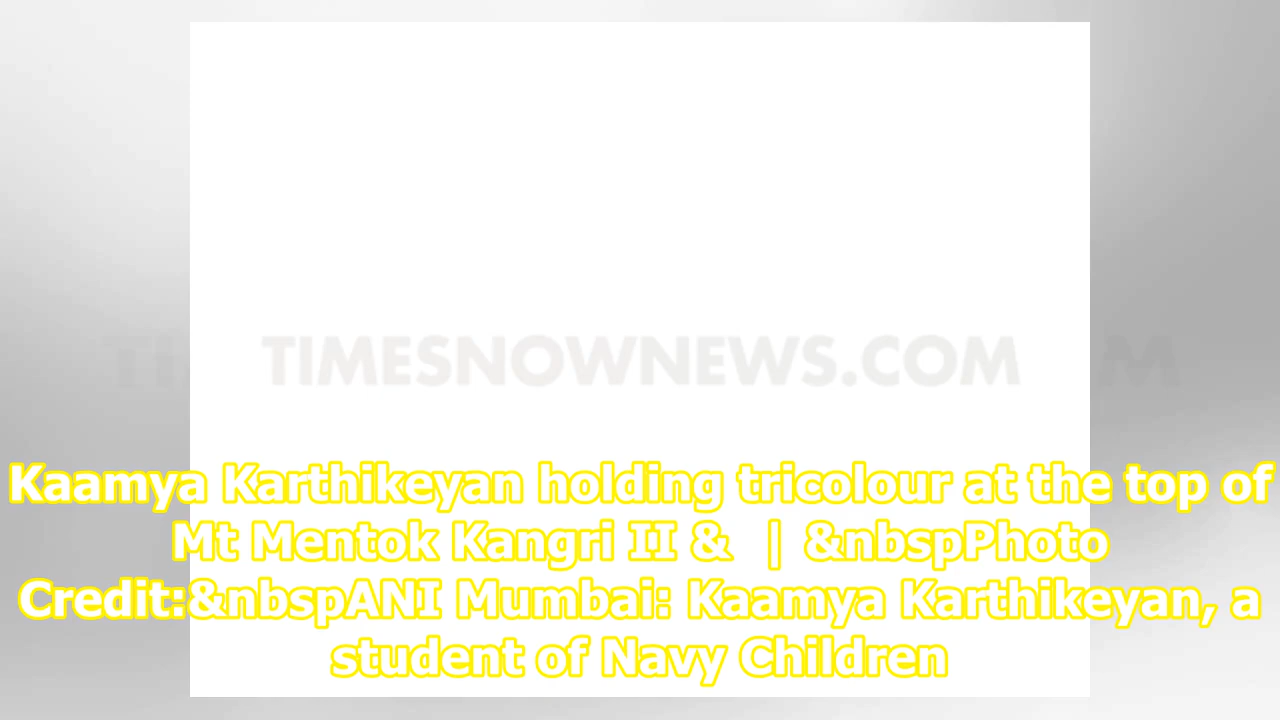 TIMESNOWNEWS.COM
Kaamya Karthikeyan holding tricolour at the top of
Mt Mentok Kangri II & | &nbspPhoto
Credit:&nbspANI Mumbai: Kaamya Karthikeyan, a
student of Navy Children